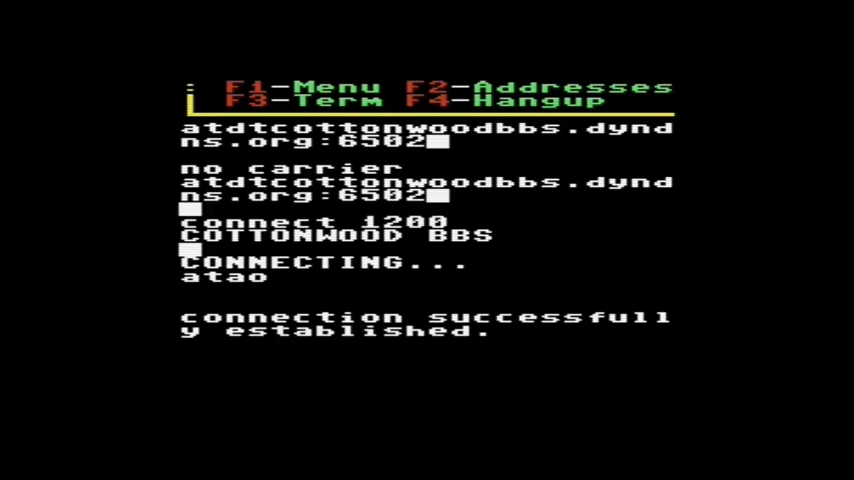 : F1-Menu F2-Addresses
F3-Term F4-Hangup
atdtcottonwoodbbs.dynd
ns.org:6502
no carrier
atdtcottonwoodbbs.dynd
ns.org:6502
connect 1200
COTTONWOOD BBS
CONNECTING...
atao
connection successfull
y established.